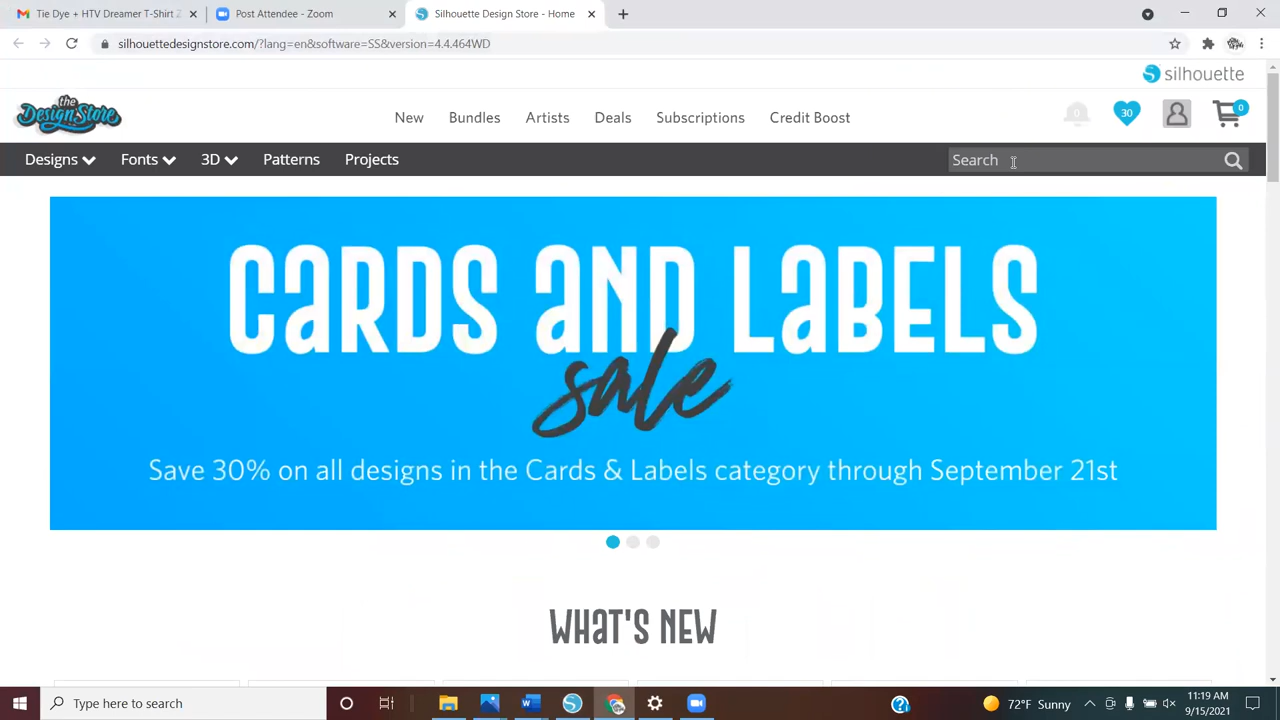 Tie Dye + HTV Dreamer T-Shirt Z
Post Attendee - Zoom
Silhouette Design Store - Home
silhouettedesignstore.com/?lang=en&software=SS&version=4.4.464WD
silhouette
the
Design Store
New
Bundles
Artists
Deals
Subscriptions
Credit Boost
0
30
0
Designs
Fonts
3D
Patterns
Projects
Search
CaRDS aND LaBELS
sale
Save 30% on all designs in the Cards & Labels category through September 21st
WHaT'S NEW
Type here to search
72°F Sunny
11:19 AM
9/15/2021